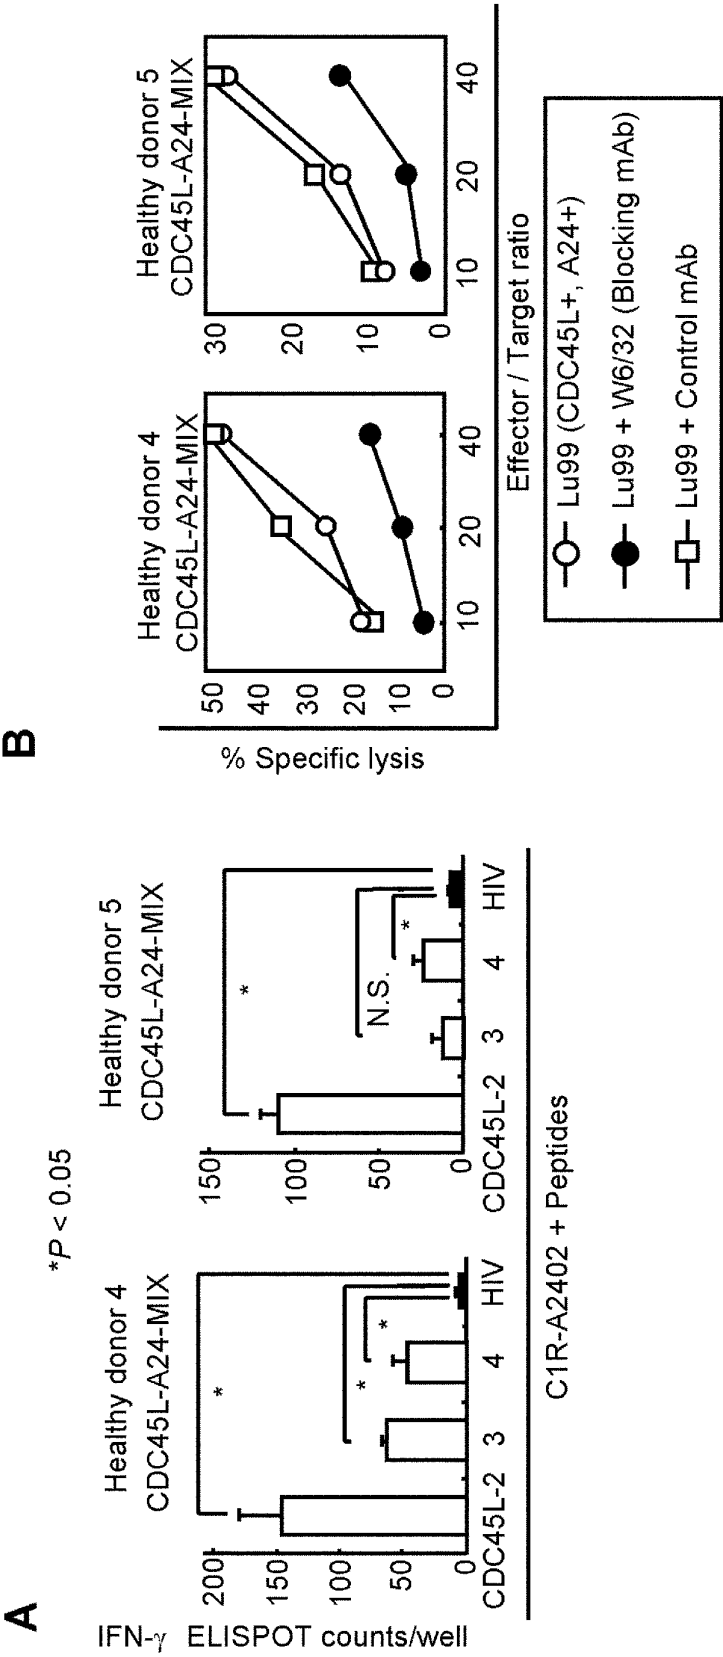 A
*P < 0.05
Healthy donor 4
CDC45L-A24-MIX
Healthy donor 5
CDC45L-A24-MIX
IFN-γ ELISPOT counts/well
200
150
100
50
0
*
*
*
CDC45L-2 3 4 HIV
150
100
50
0
*
N.S.
*
CDC45L-2 3 4 HIV
C1R-A2402 + Peptides
B
Healthy donor 4
CDC45L-A24-MIX
Healthy donor 5
CDC45L-A24-MIX
% Specific lysis
50
40
30
20
10
0
10 20 40
30
20
10
0
10 20 40
Effector / Target ratio
Lu99 (CDC45L+, A24+)
Lu99 + W6/32 (Blocking mAb)
Lu99 + Control mAb